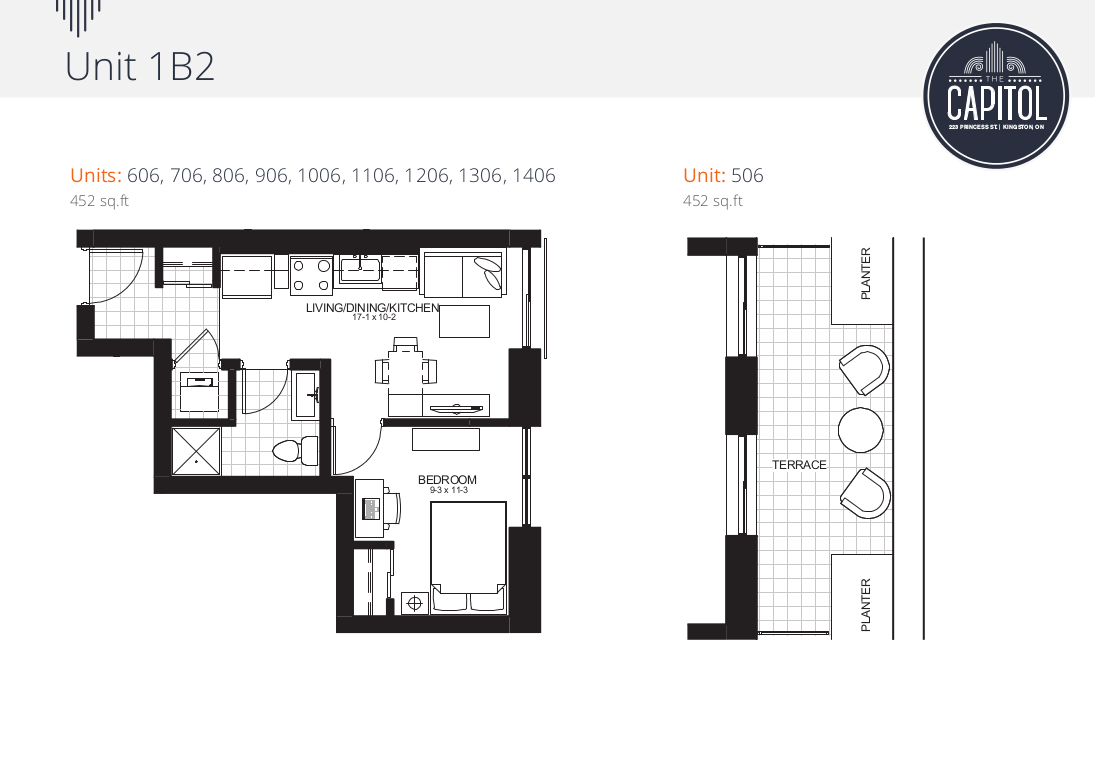 Unit 1B2
THE
CAPITOL
223 PRINCESS ST. | KINGSTON, ON
Units: 606, 706, 806, 906, 1006, 1106, 1206, 1306, 1406
452 sq.ft
Unit: 506
452 sq.ft
LIVING/DINING/KITCHEN
17-1 x 10-2
BEDROOM
9-3 x 11-3
PLANTER
TERRACE
PLANTER